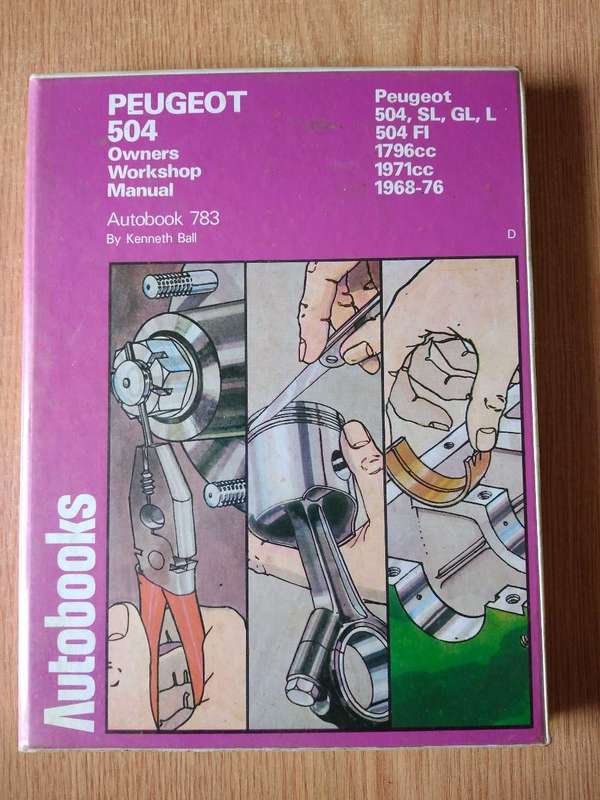 PEUGEOT
504
Owners
Workshop
Manual
Autobook 783
By Kenneth Ball
Peugeot
504, SL, GL, L
504 FI
1796cc
1971cc
1968-76
D
Autobooks